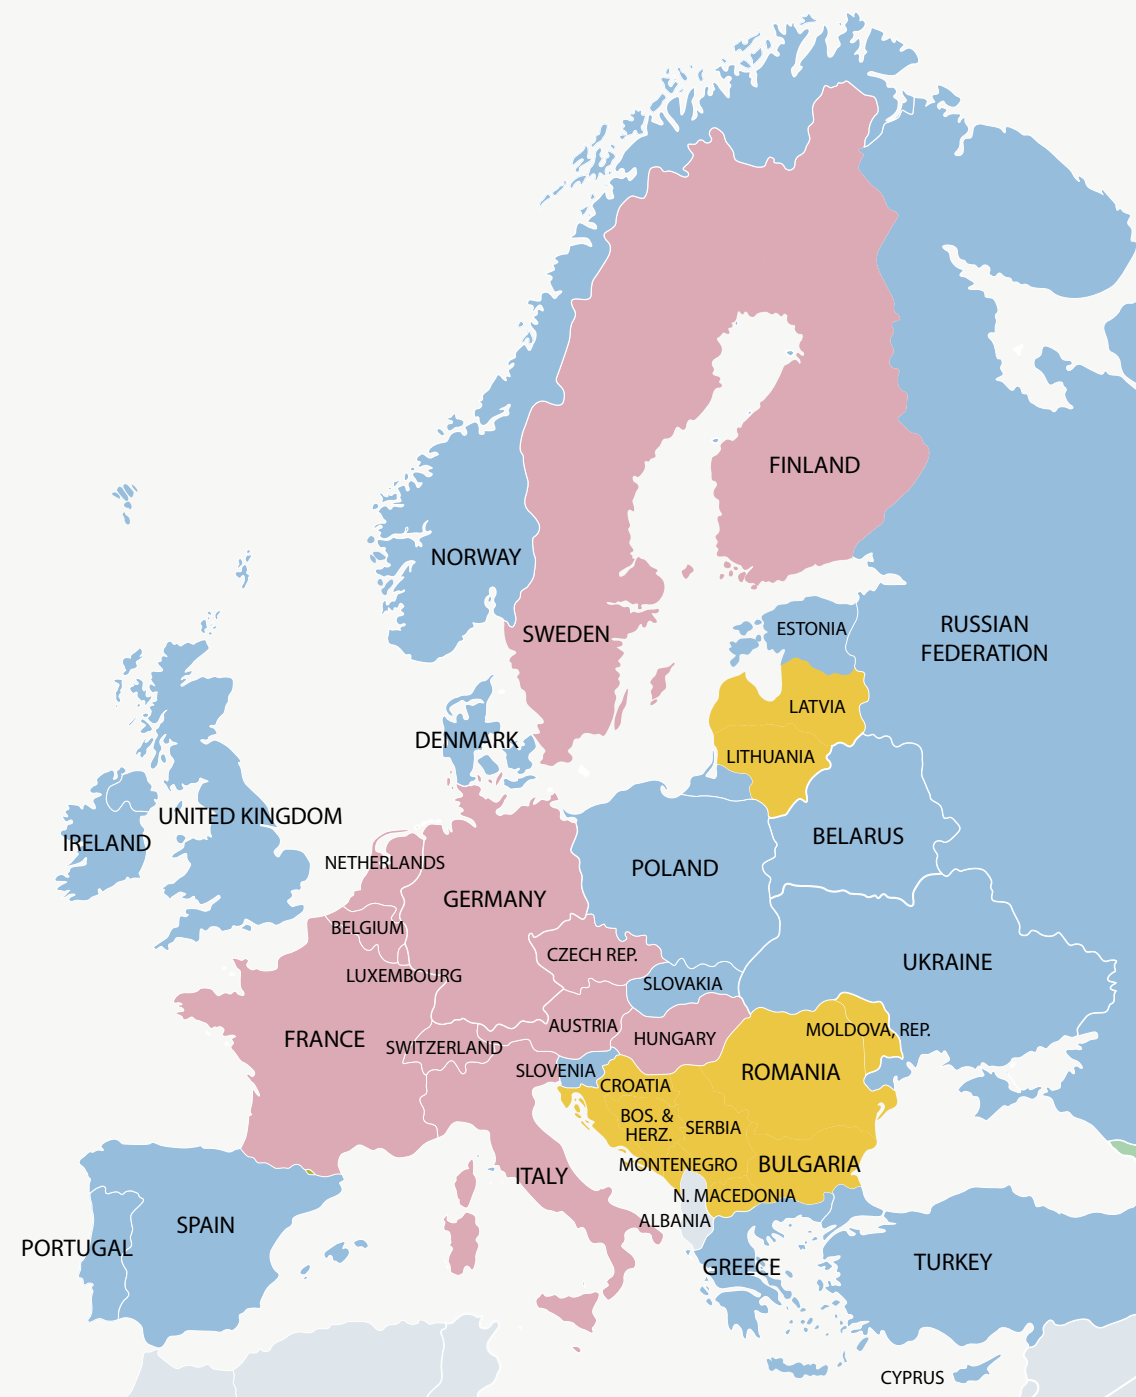 FINLAND
NORWAY
RUSSIAN
FEDERATION
ESTONIA
SWEDEN
LATVIA
DENMARK
LITHUANIA
UNITED KINGDOM
BELARUS
IRELAND
NETHERLANDS
POLAND
GERMANY
BELGIUM
CZECH REP.
UKRAINE
LUXEMBOURG
SLOVAKIA
AUSTRIA
MOLDOVA, REP.
FRANCE
HUNGARY
SWITZERLAND
SLOVENIA
ROMANIA
CROATIA
BOS. &
HERZ.
SERBIA
MONTENEGRO
BULGARIA
ITALY
N. MACEDONIA
ALBANIA
SPAIN
PORTUGAL
GREECE
TURKEY
CYPRUS